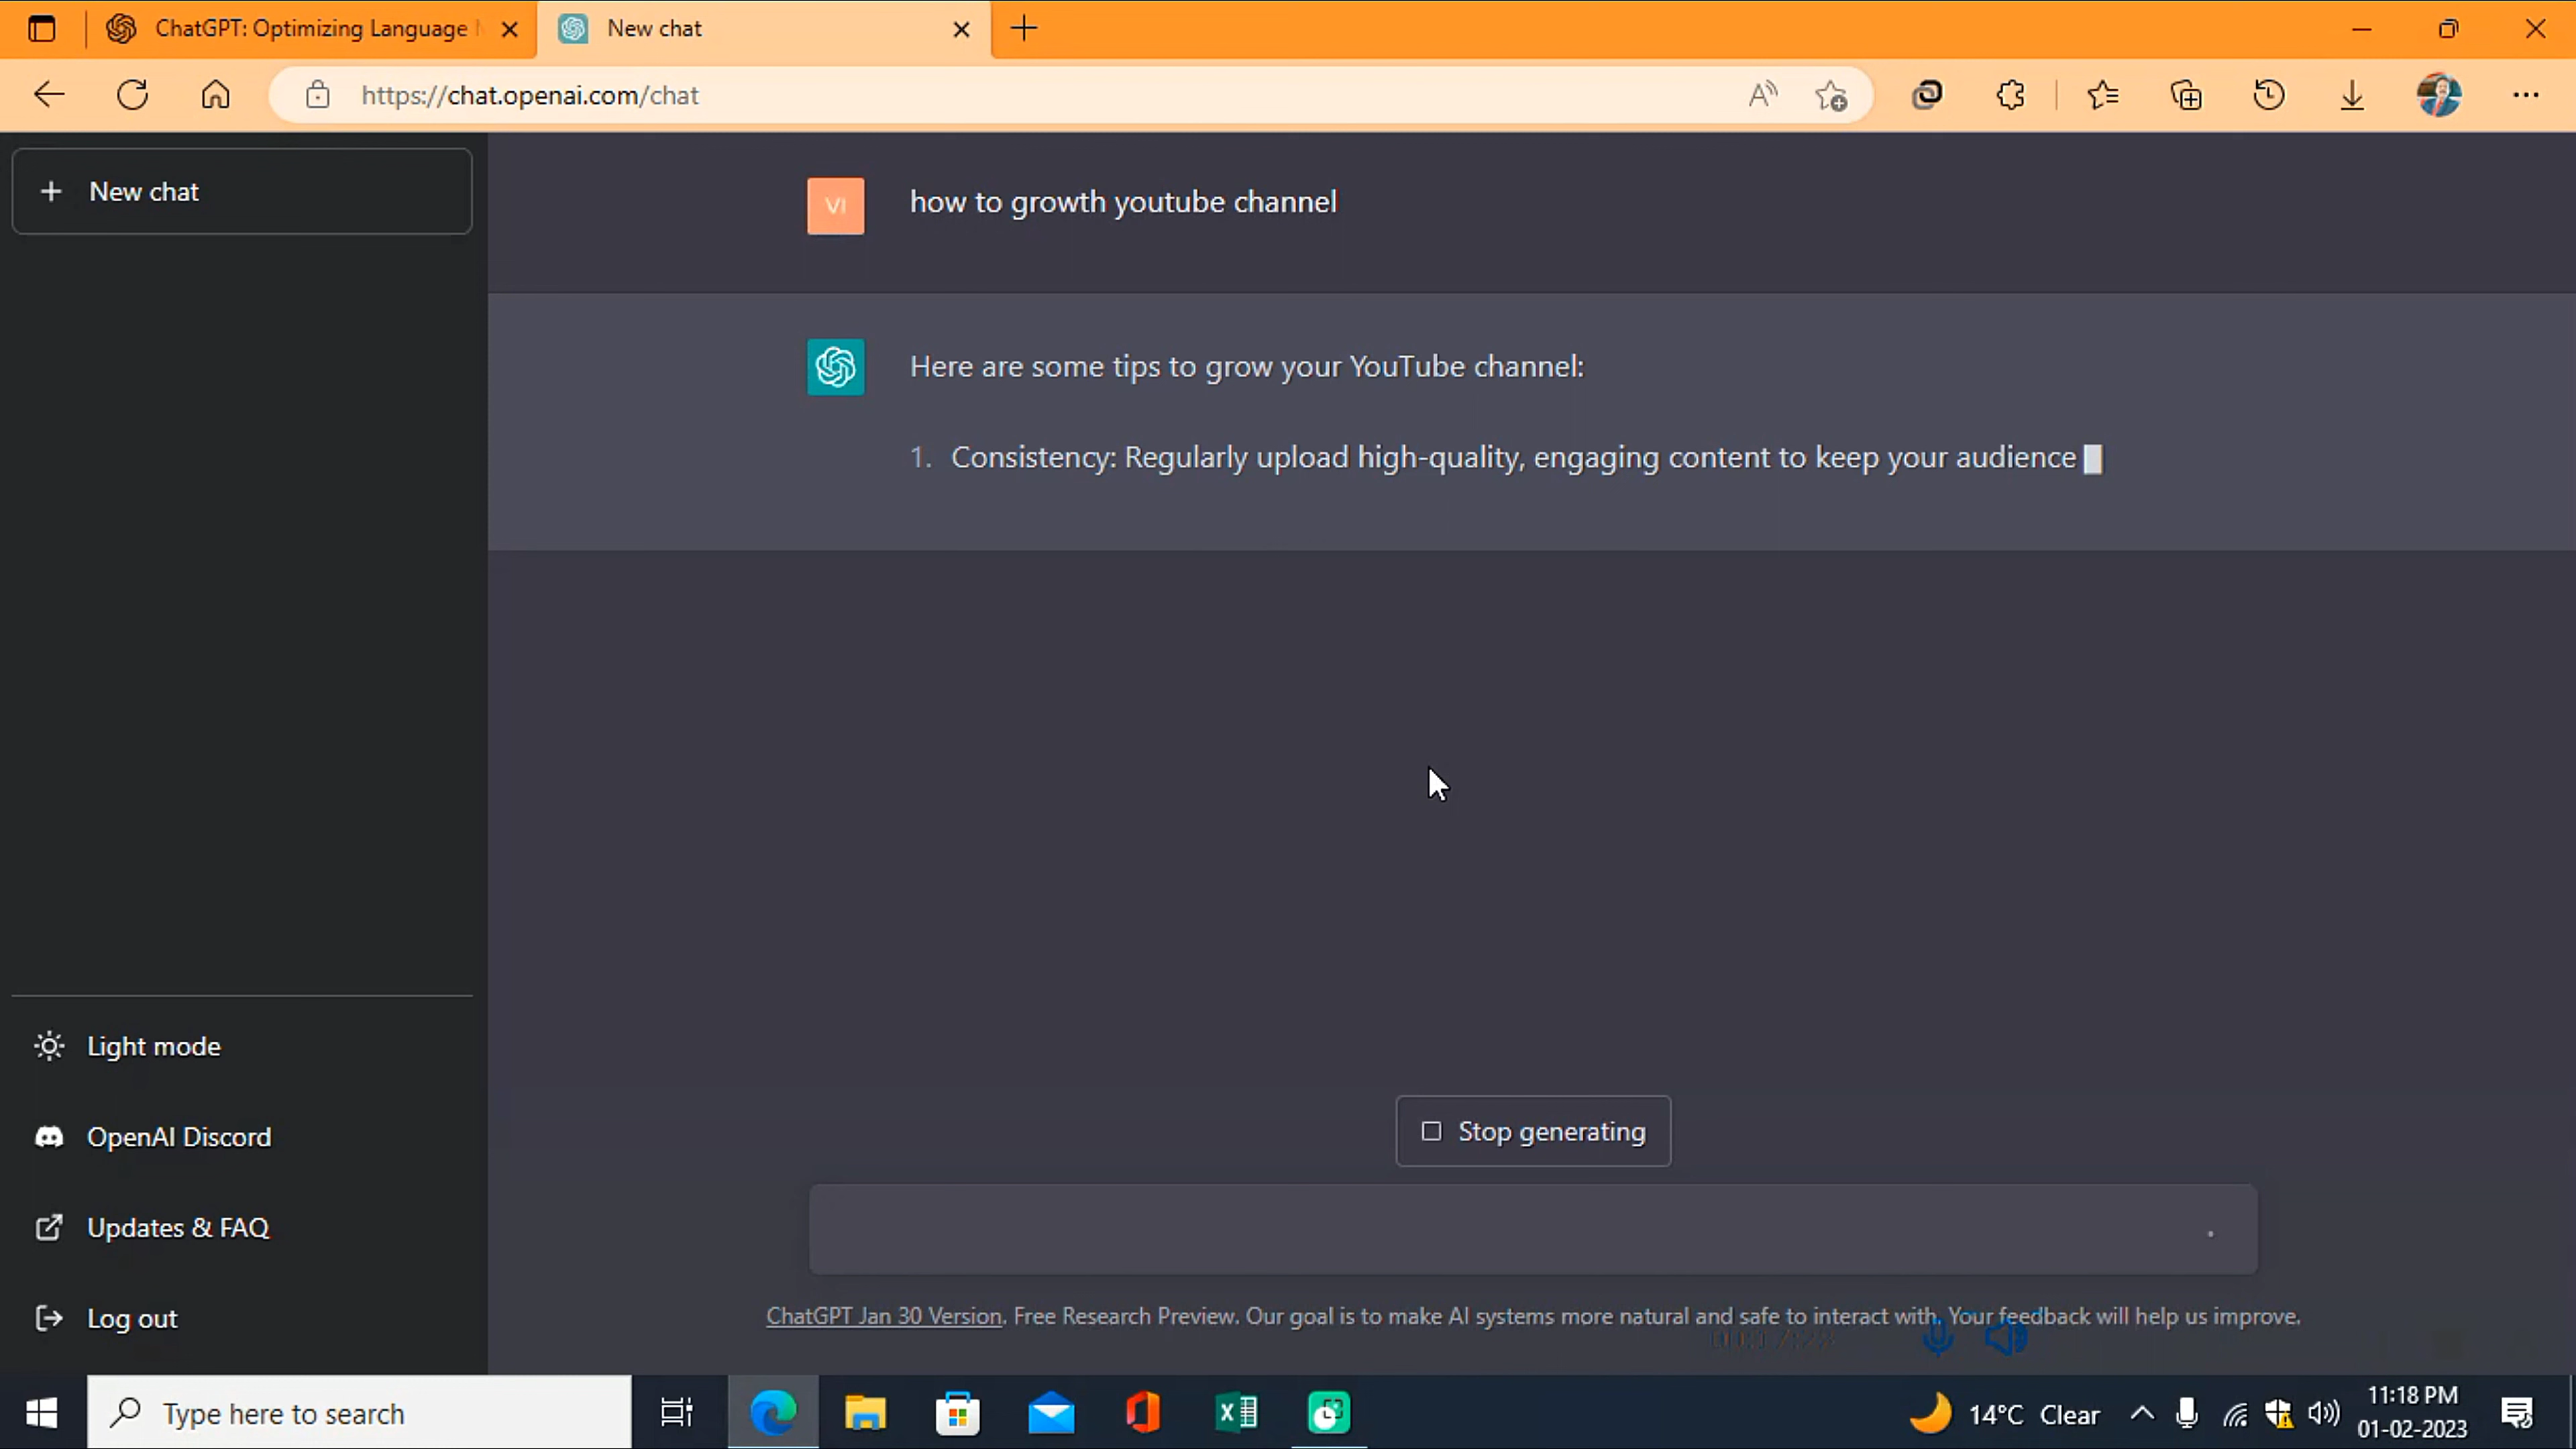 ChatGPT: Optimizing Language
New chat
https://chat.openai.com/chat
New chat
VI
how to growth youtube channel
Here are some tips to grow your YouTube channel:
1. Consistency: Regularly upload high-quality, engaging content to keep your audience
Light mode
OpenAI Discord
Updates & FAQ
Log out
Stop generating
ChatGPT Jan 30 Version. Free Research Preview. Our goal is to make AI systems more natural and safe to interact with. Your feedback will help us improve.
Type here to search
14°C Clear
11:18 PM
01-02-2023